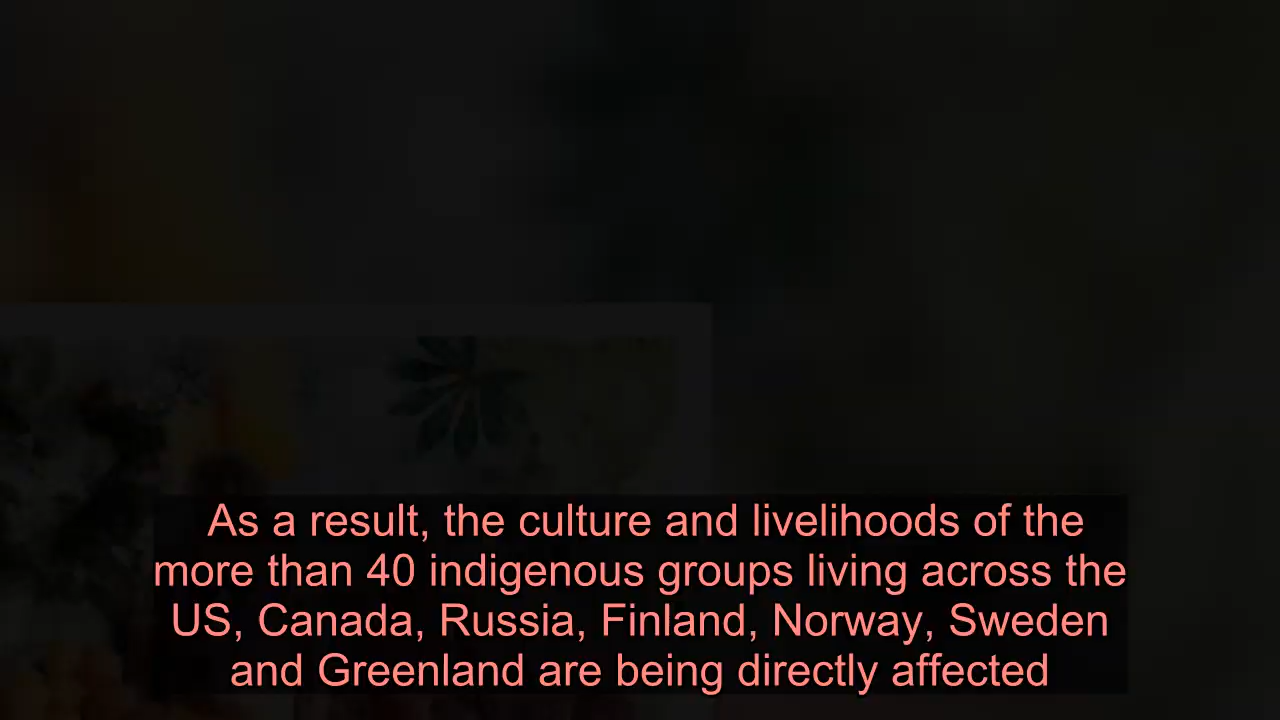 As a result, the culture and livelihoods of the
more than 40 indigenous groups living across the
US, Canada, Russia, Finland, Norway, Sweden
and Greenland are being directly affected